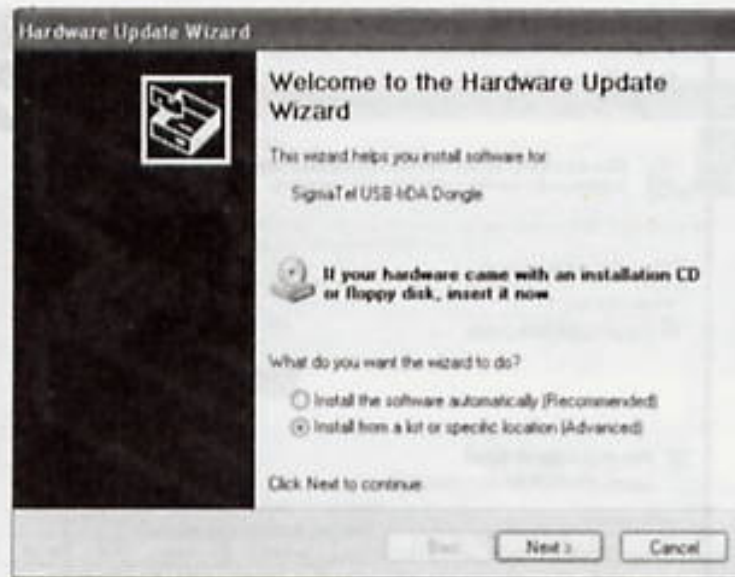 Hardware Update Wizard
Welcome to the Hardware Update
Wizard
This wizard helps you install software for:
SigmaTel USB-IrDA Dongle
If your hardware came with an installation CD
or floppy disk, insert it now.
What do you want the wizard to do?
Install the software automatically (Recommended)
Install from a list or specific location (Advanced)
Click Next to continue.
< Back
Next >
Cancel